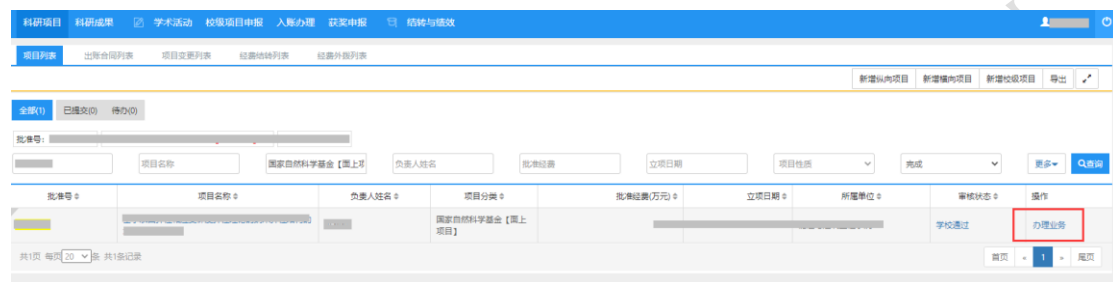 科研项目 科研成果 学术活动 校级项目申报 入账办理 获奖申报 结转与绩效
项目列表 出账合同列表 项目变更列表 经费结转列表 经费外拨列表
新增纵向项目 新增横向项目 新增校级项目 导出
全部(1) 已提交(0) 待办(0)
批准号：
项目名称 国家自然科学基金【面上项 负责人姓名 批准经费 立项日期 项目性质 完成 更多 查询
批准号 项目名称 负责人姓名 项目分类 批准经费(万元) 立项日期 所属单位 审核状态 操作
国家自然科学基金【面上项目】 学校通过 办理业务
共1页 每页 20 条 共1条记录 首页 « 1 » 尾页